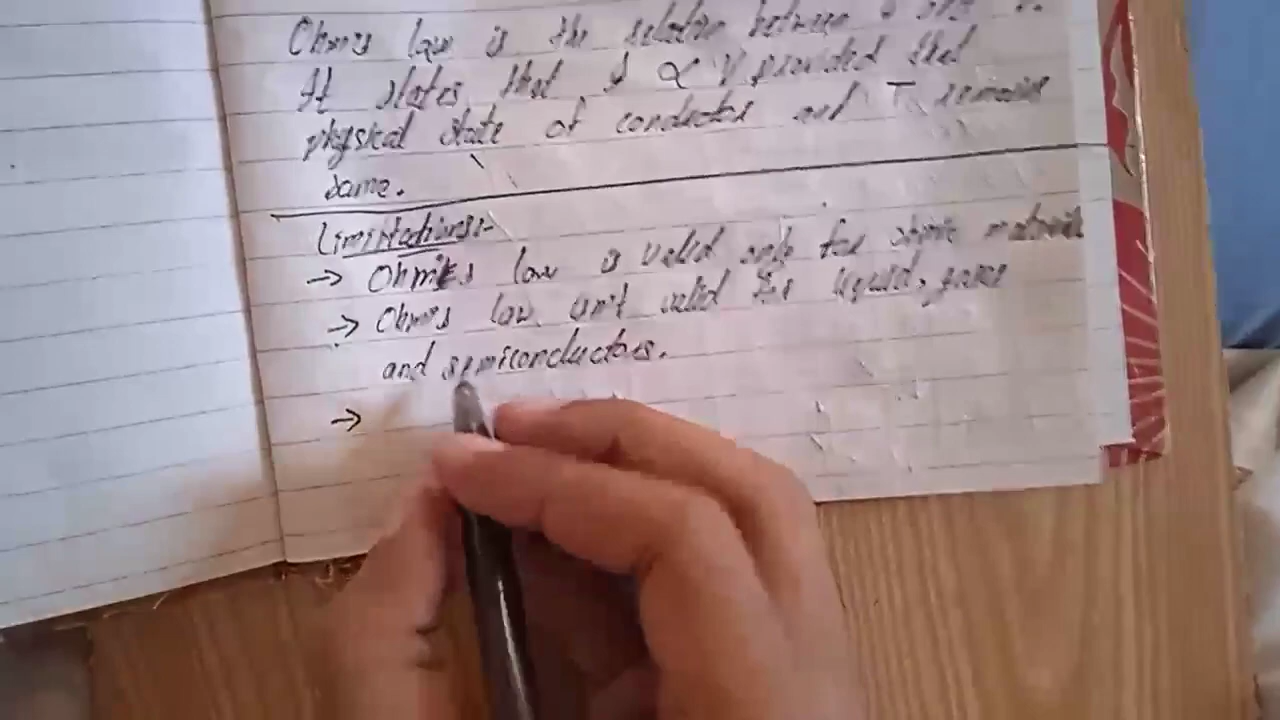 Ohm's law is the relation between
It states that I ∝ V provided that
physical state of conductor and T remains
same.
Limitations:-
→ Ohm's law is valid only for ohmic materials
→ Ohm's law isn't valid for liquid, gases
and semiconductors.
→